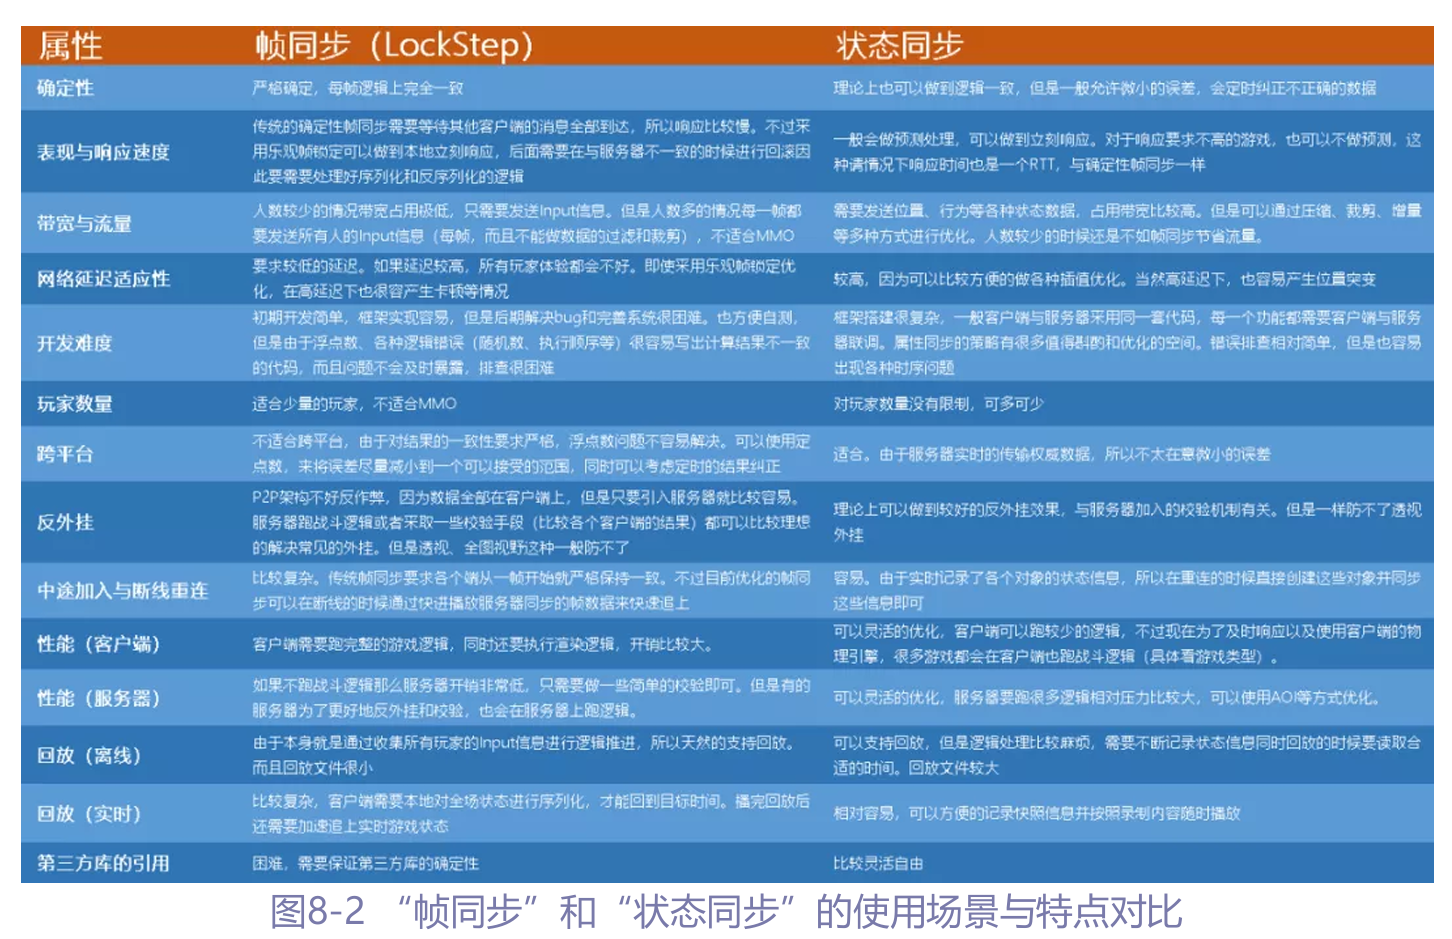 属性 帧同步（LockStep） 状态同步
确定性 严格确定，每帧逻辑上完全一致 理论上也可以做到逻辑一致，但是一般允许微小的误差，会定时纠正不正确的数据
表现与响应速度
传统的确定性帧同步需要等待其他客户端的消息全部到达，所以响应比较慢。不过采
用乐观帧锁定可以做到本地立刻响应，后面需要在与服务器不一致的时候进行回滚因
此要需要处理好序列化和反序列化的逻辑
一般会做预测处理，可以做到立刻响应。对于响应要求不高的游戏，也可以不做预测，这
种请情况下响应时间也是一个RTT，与确定性帧同步一样
带宽与流量
人数较少的情况带宽占用极低，只需要发送Input信息。但是人数多的情况每一帧都
要发送所有人的Input信息（每帧，而且不能做数据的过滤和裁剪），不适合MMO
需要发送位置、行为等各种状态数据，占用带宽比较高。但是可以通过压缩、裁剪、增量
等多种方式进行优化。人数较少的时候还是不如帧同步节省流量。
网络延迟适应性
要求较低的延迟。如果延迟较高，所有玩家体验都会不好。即使采用乐观帧锁定优
化，在高延迟下也很容产生卡顿等情况
较高，因为可以比较方便的做各种插值优化。当然高延迟下，也容易产生位置突变
开发难度
初期开发简单，框架实现容易，但是后期解决bug和完善系统很困难。也方便自测，
但是由于浮点数、各种逻辑错误（随机数、执行顺序等）很容易写出计算结果不一致
的代码，而且问题不会及时暴露，排查很困难
框架搭建很复杂，一般客户端与服务器采用同一套代码，每一个功能都需要客户端与服务
器联调。属性同步的策略有很多值得斟酌和优化的空间。错误排查相对简单，但是也容易
出现各种时序问题
玩家数量 适合少量的玩家，不适合MMO 对玩家数量没有限制，可多可少
跨平台
不适合跨平台，由于对结果的一致性要求严格，浮点数问题不容易解决。可以使用定
点数，来将误差尽量减小到一个可以接受的范围，同时可以考虑定时的结果纠正
适合。由于服务器实时的传输权威数据，所以不太在意微小的误差
反外挂
P2P架构不好反作弊，因为数据全部在客户端上，但是只要引入服务器就比较容易。
服务器跑战斗逻辑或者采取一些校验手段（比较各个客户端的结果）都可以比较理想
的解决常见的外挂。但是透视、全图视野这种一般防不了
理论上可以做到较好的反外挂效果，与服务器加入的校验机制有关。但是一样防不了透视
外挂
中途加入与断线重连
比较复杂。传统帧同步要求各个端从一帧开始就严格保持一致。不过目前优化的帧同
步可以在断线的时候通过快进播放服务器同步的帧数据来快速追上
容易。由于实时记录了各个对象的状态信息，所以在重连的时候直接创建这些对象并同步
这些信息即可
性能（客户端） 客户端需要跑完整的游戏逻辑，同时还要执行渲染逻辑，开销比较大。
可以灵活的优化，客户端可以跑较少的逻辑，不过现在为了及时响应以及使用客户端的物
理引擎，很多游戏都会在客户端也跑战斗逻辑（具体看游戏类型）。
性能（服务器）
如果不跑战斗逻辑那么服务器开销非常低，只需要做一些简单的校验即可。但是有的
服务器为了更好地反外挂和校验，也会在服务器上跑逻辑。
可以灵活的优化，服务器要跑很多逻辑相对压力比较大，可以使用AOI等方式优化。
回放（离线）
由于本身就是通过收集所有玩家的Input信息进行逻辑推进，所以天然的支持回放。
而且回放文件很小
可以支持回放，但是逻辑处理比较麻烦，需要不断记录状态信息同时回放的时候要读取合
适的时间。回放文件较大
回放（实时）
比较复杂，客户端需要本地对全场状态进行序列化，才能回到目标时间。播完回放后
还需要加速追上实时游戏状态
相对容易，可以方便的记录快照信息并按照录制内容随时播放
第三方库的引用 困难，需要保证第三方库的确定性 比较灵活自由
图8-2 “帧同步”和“状态同步”的使用场景与特点对比